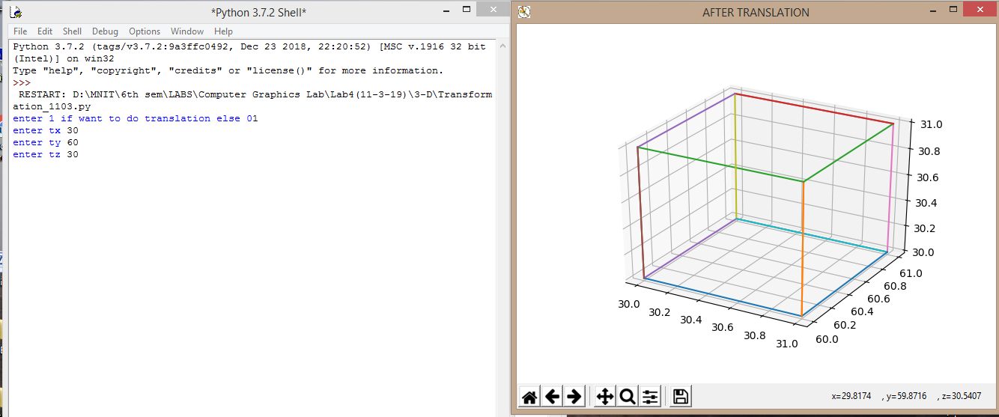 *Python 3.7.2 Shell*
File Edit Shell Debug Options Window Help
Python 3.7.2 (tags/v3.7.2:9a3ffc0492, Dec 23 2018, 22:20:52) [MSC v.1916 32 bit
(Intel)] on win32
Type "help", "copyright", "credits" or "license()" for more information.
>>>
RESTART: D:\MNIT\6th sem\LABS\Computer Graphics Lab\Lab4(11-3-19)\3-D\Transform
ation_1103.py
enter 1 if want to do translation else 01
enter tx 30
enter ty 60
enter tz 30
AFTER TRANSLATION
31.0
30.8
30.6
30.4
30.2
30.0
61.0
60.8
60.6
60.4
60.2
60.0
30.0
30.2
30.4
30.6
30.8
31.0
x=29.8174 , y=59.8716 , z=30.5407